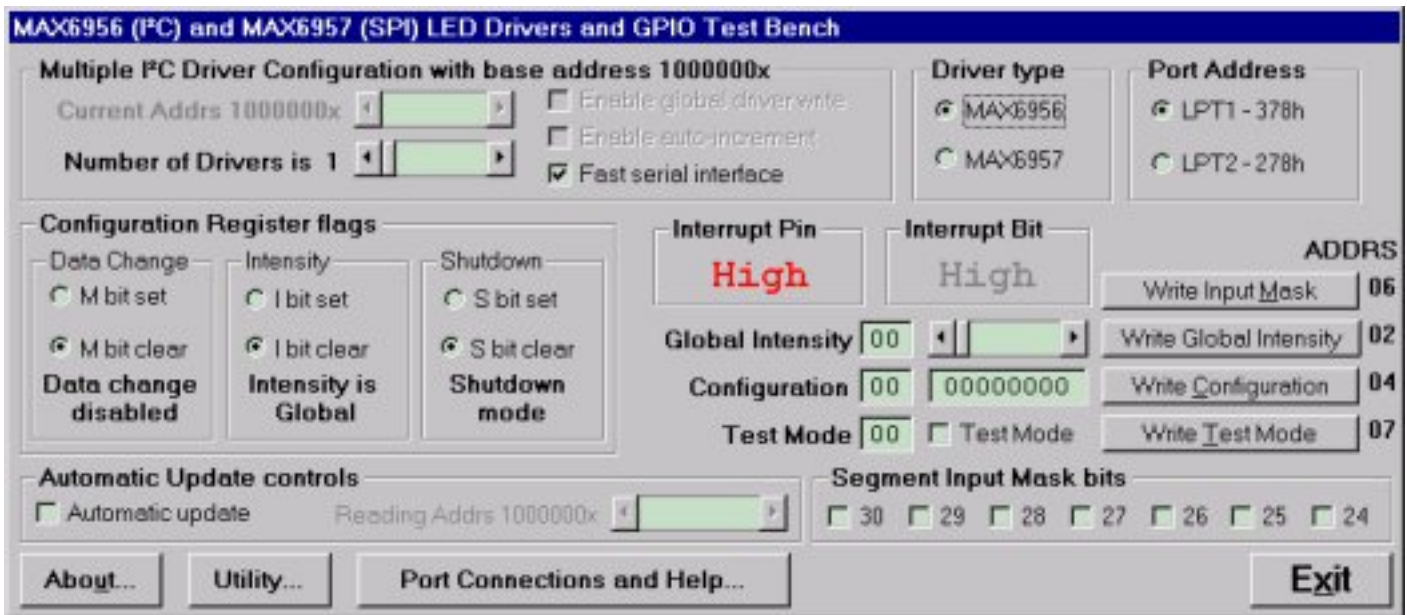 MAX6956 (I²C) and MAX6957 (SPI) LED Drivers and GPIO Test Bench
Multiple I²C Driver Configuration with base address 1000000x
Current Addrs 1000000x
Enable global driver write
Enable auto-increment
Number of Drivers is 1
Fast serial interface
Driver type
MAX6956
MAX6957
Port Address
LPT1 - 378h
LPT2 - 278h
Configuration Register flags
Data Change
M bit set
M bit clear
Data change
disabled
Intensity
I bit set
I bit clear
Intensity is
Global
Shutdown
S bit set
S bit clear
Shutdown
mode
Interrupt Pin
High
Interrupt Bit
High
ADDRS
Write Input Mask 06
Global Intensity 00 Write Global Intensity 02
Configuration 00 00000000 Write Configuration 04
Test Mode 00 Test Mode Write Test Mode 07
Automatic Update controls
Automatic update Reading Addrs 1000000x
Segment Input Mask bits
30 29 28 27 26 25 24
About... Utility... Port Connections and Help... Exit